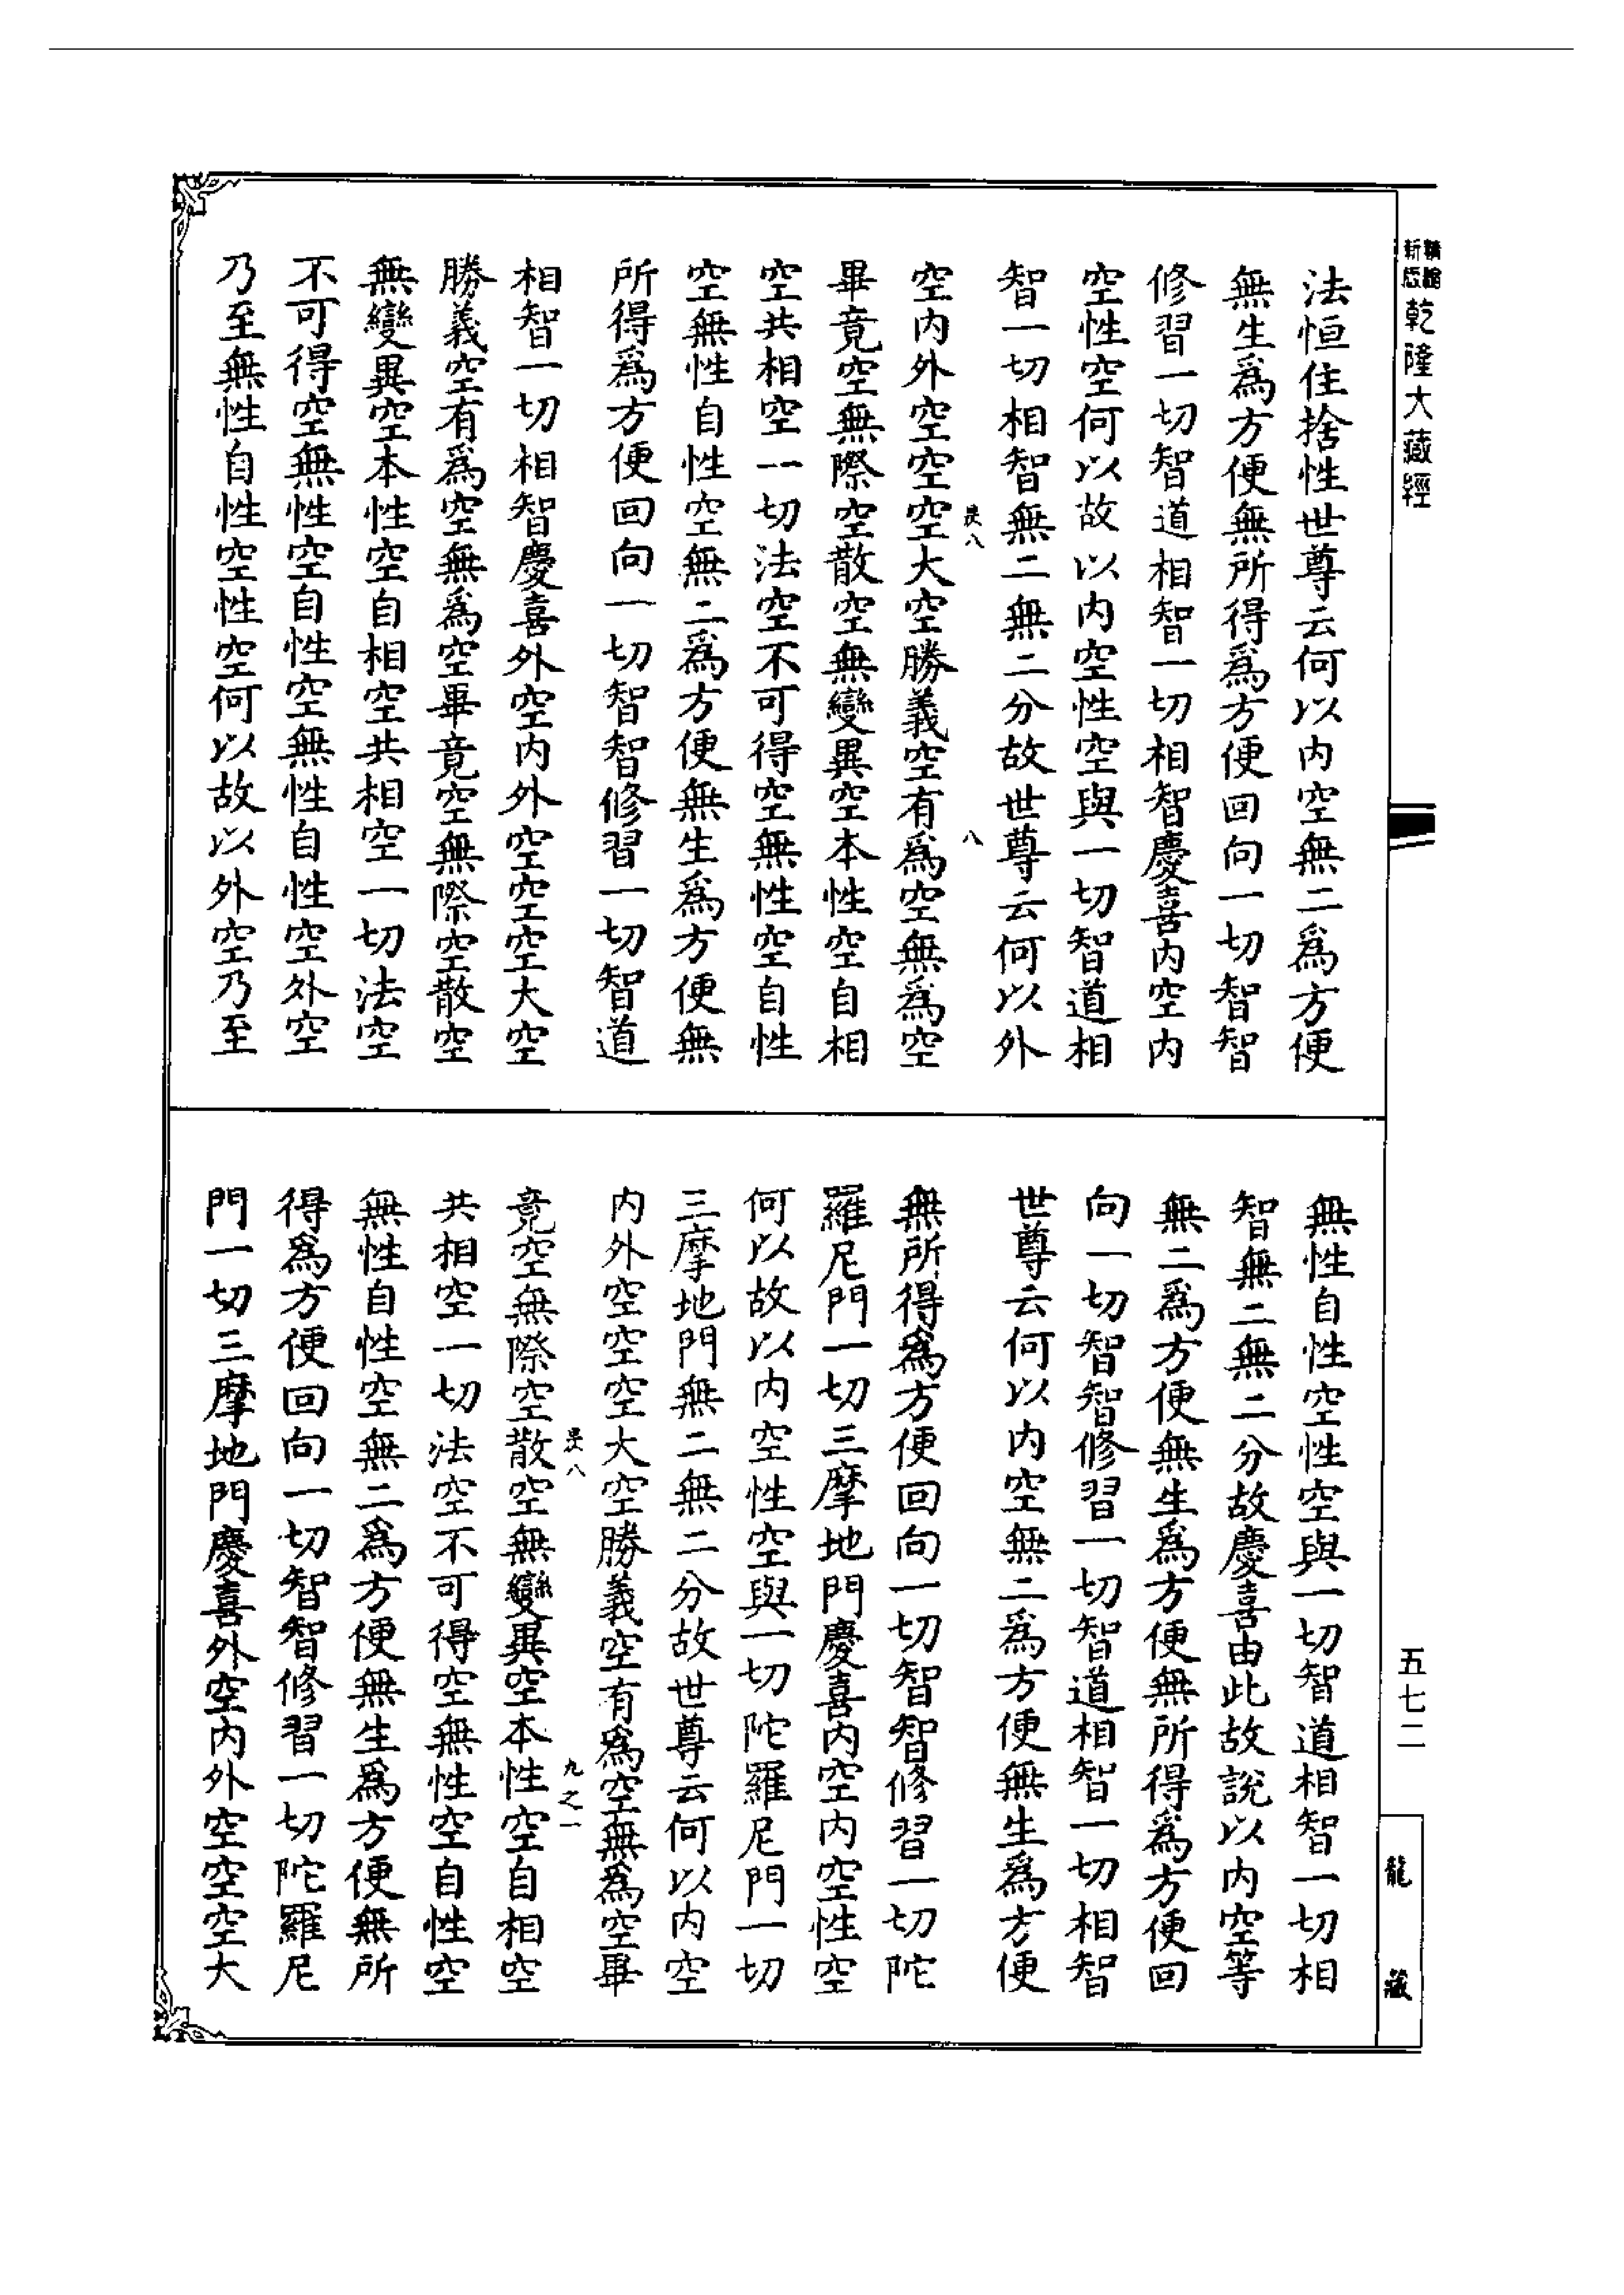 乾隆大藏經
法恒住捨性世尊云何以内空無二爲方便
無生爲方便無所得爲方便回向一切智智
修習一切智道相智一切相智慶喜内空内
空性空何以故以内空性空與一切智道相
智一切相智無二無二分故世尊云何以外
八
八
空内外空空空大空勝義空有爲空無爲空
畢竟空無際空散空無變異空本性空自相
空共相空一切法空不可得空無性空自性
空無性自性空無二爲方便無生爲方便無
所得爲方便回向一切智智修習一切智道
相智一切相智慶喜外空内外空空空大空
勝義空有爲空無爲空畢竟空無際空散空
無變異空本性空自相空共相空一切法空
不可得空無性空自性空無性自性空外空
乃至無性自性空性空何以故以外空乃至
無性自性空性空與一切智道相智一切相
智無二無二分故慶喜由此故說以内空等
無二爲方便無生爲方便無所得爲方便回
向一切智智修習一切智道相智一切相智
世尊云何以内空無二爲方便無生爲方便
無所得爲方便回向一切智智修習一切陀
羅尼門一切三摩地門慶喜内空内空性空
何以故以内空性空與一切陀羅尼門一切
三摩地門無二無二分故世尊云何以内空
内外空空空大空勝義空有爲空無爲空畢
八
九之一
竟空無際空散空無變異空本性空自相空
共相空一切法空不可得空無性空自性空
無性自性空無二爲方便無生爲方便無所
得爲方便回向一切智智修習一切陀羅尼
門一切三摩地門慶喜外空内外空空空大
五七二
龍藏